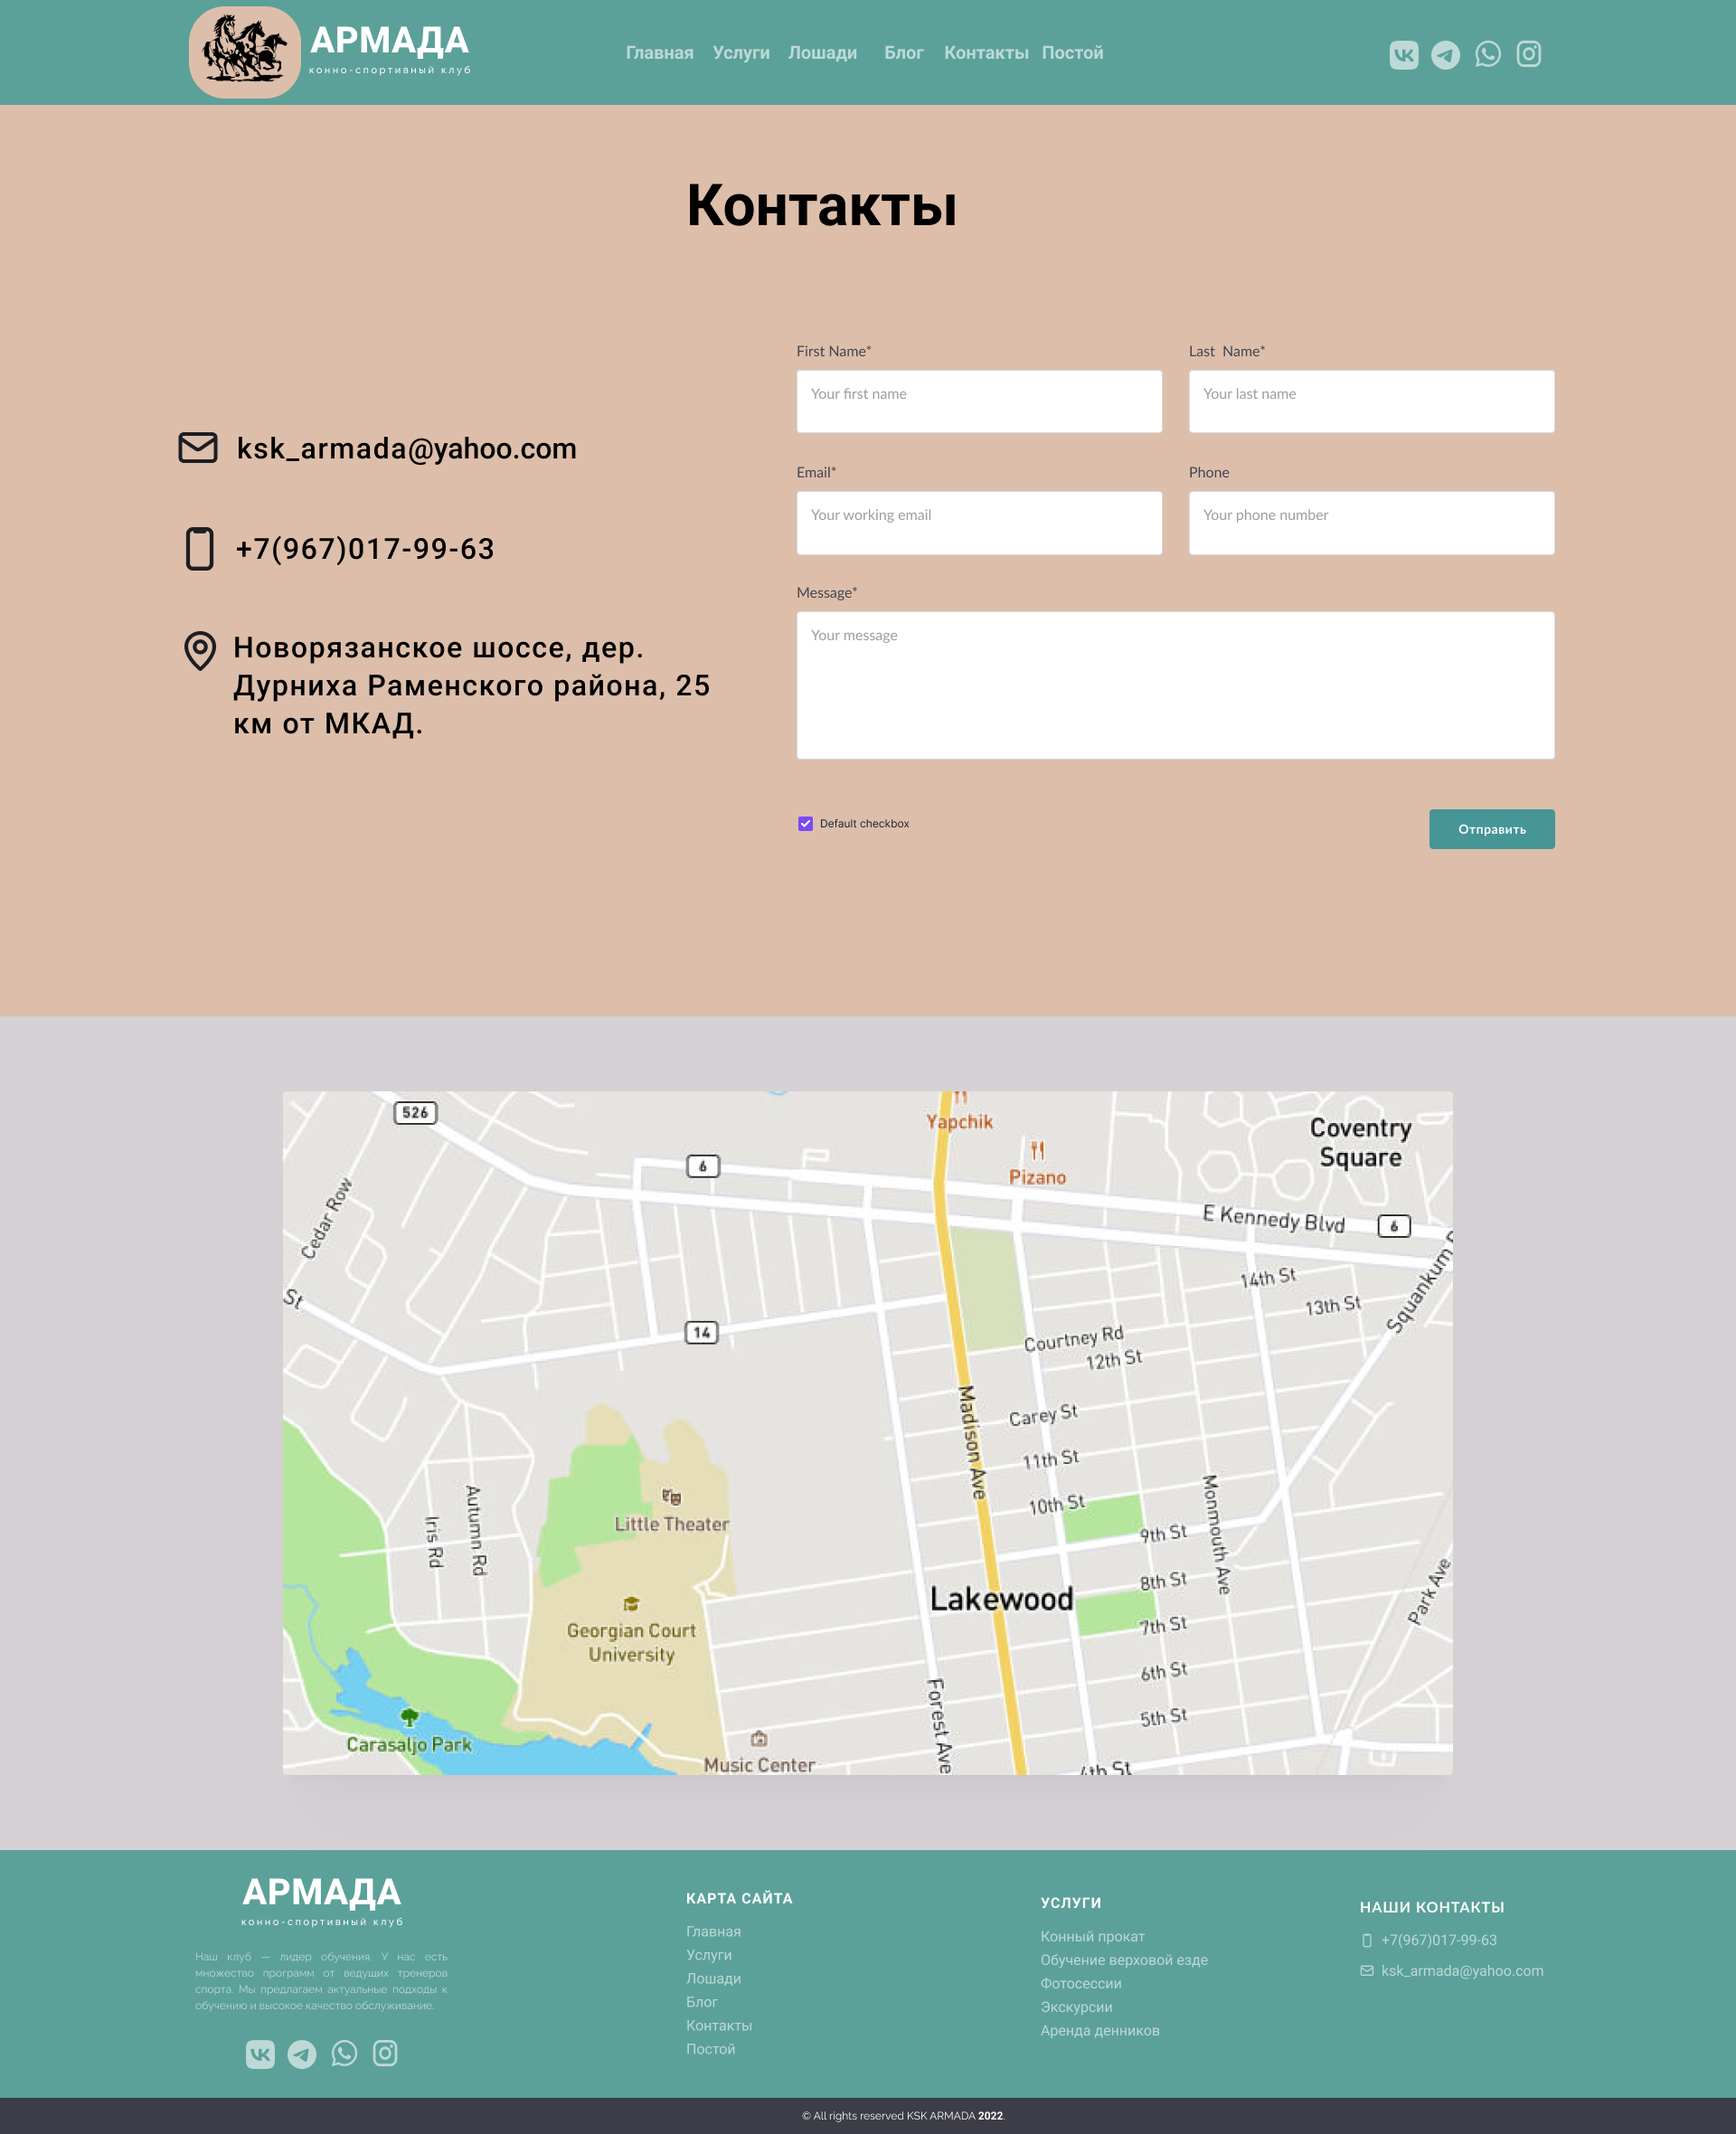 АРМАДА
конно-спортивный клуб
Главная Услуги Лошади Блог Контакты Постой
Контакты
First Name* Last Name*
Your first name Your last name
ksk_armada@yahoo.com
Email* Phone
Your working email Your phone number
+7(967)017-99-63
Message*
Your message
Новорязанское шоссе, дер.
Дурниха Раменского района, 25
км от МКАД.
Default checkbox
Отправить
526
Yapchik
Coventry
Square
6
Pizano
Cedar Row
E Kennedy Blvd
6
Squankum
14th St
13th St
St
14
Courtney Rd
12th St
Madison Ave
Carey St
11th St
10th St
Monmouth Ave
Autumn Rd
Iris Rd
Little Theater
9th St
Park Ave
8th St
Lakewood
Georgian Court
University
7th St
6th St
5th St
Forest Ave
Carasaljo Park
Music Center
4th St
АРМАДА
конно-спортивный клуб
Наш клуб — лидер обучения. У нас есть
множество программ от ведущих тренеров
спорта. Мы предлагаем актуальные подходы к
обучению и высокое качество обслуживание.
КАРТА САЙТА
Главная
Услуги
Лошади
Блог
Контакты
Постой
УСЛУГИ
Конный прокат
Обучение верховой езде
Фотосессии
Экскурсии
Аренда денников
НАШИ КОНТАКТЫ
+7(967)017-99-63
ksk_armada@yahoo.com
© All rights reserved KSK ARMADA 2022.